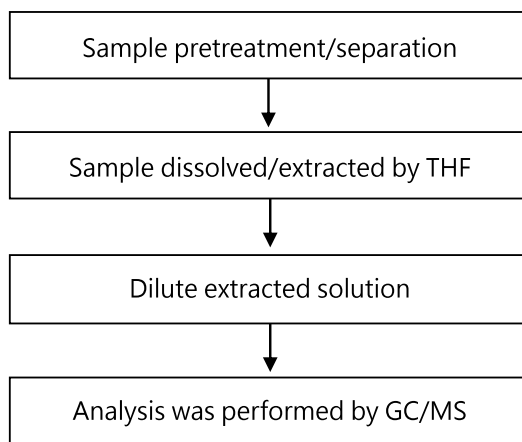 Sample pretreatment/separation
Sample dissolved/extracted by THF
Dilute extracted solution
Analysis was performed by GC/MS